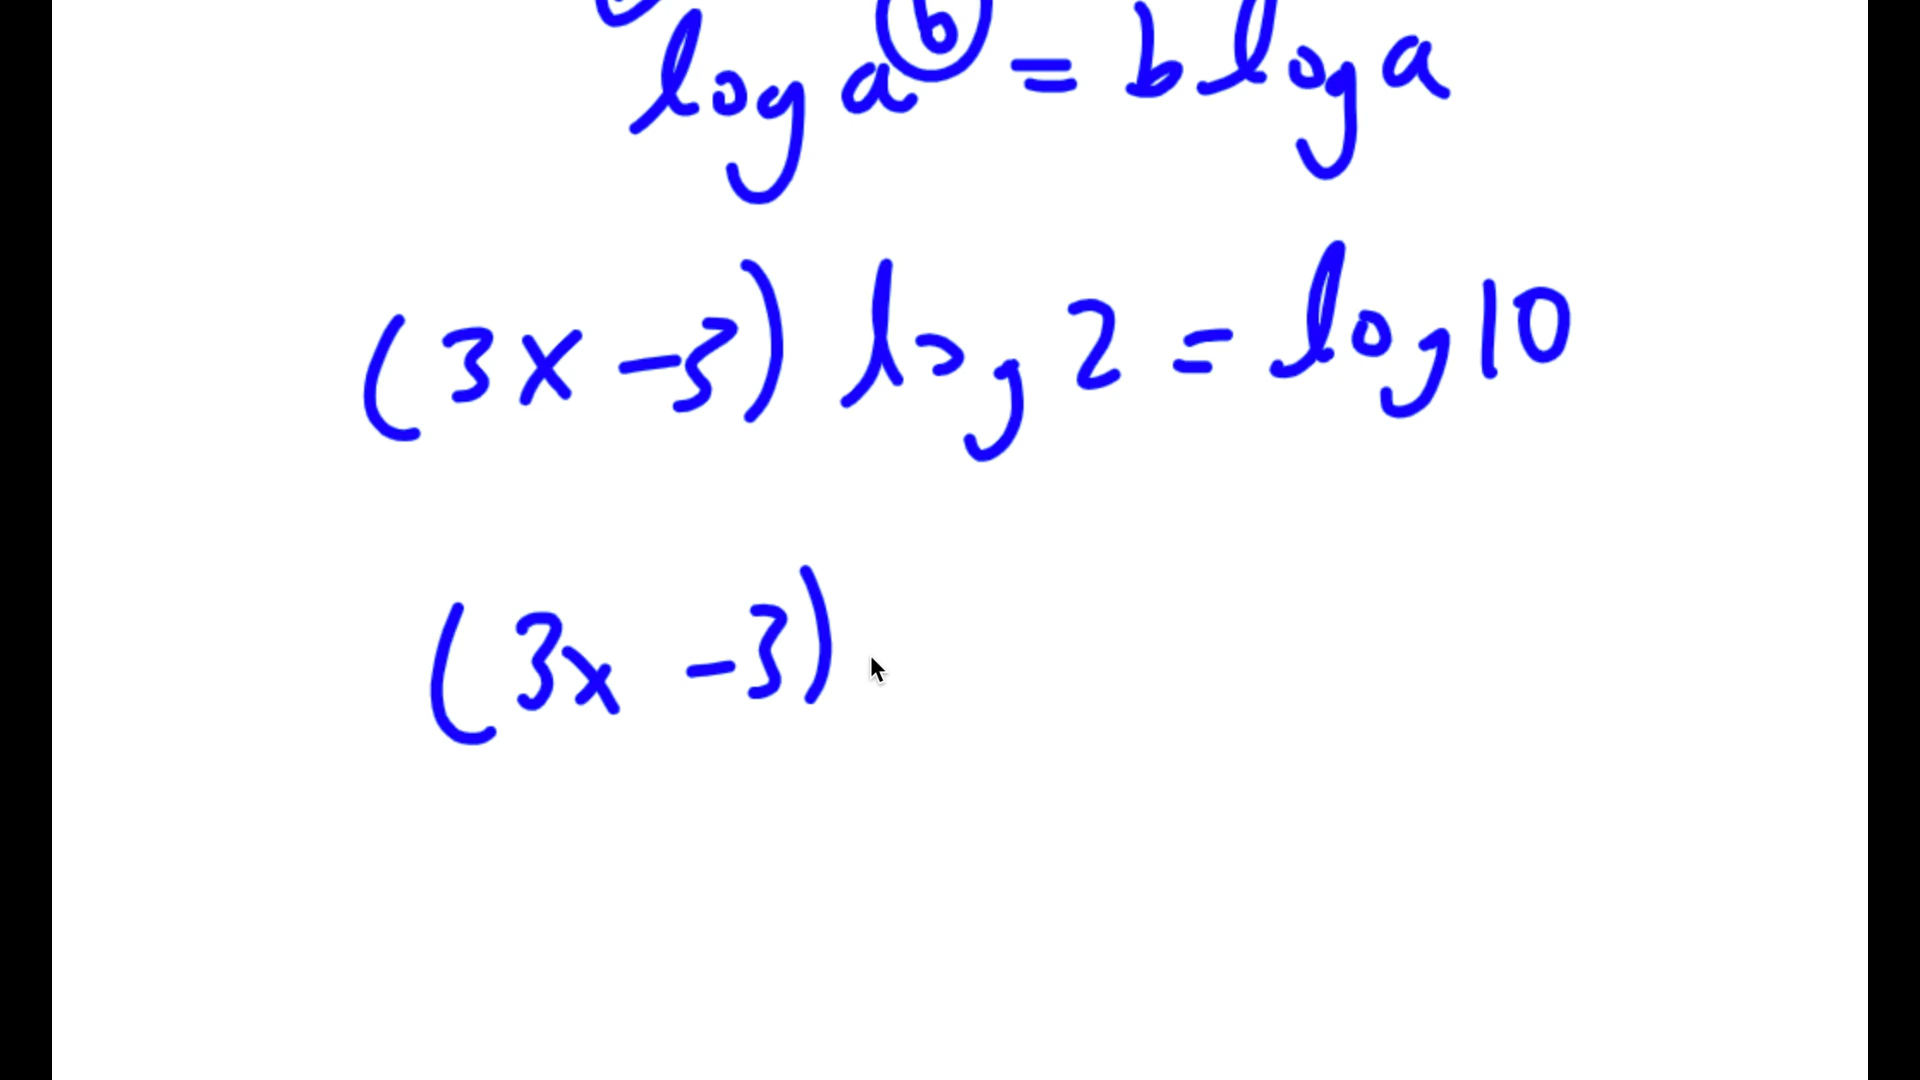 log a^b = b log a
(3x - 3) log 2 = log 10
(3x - 3)